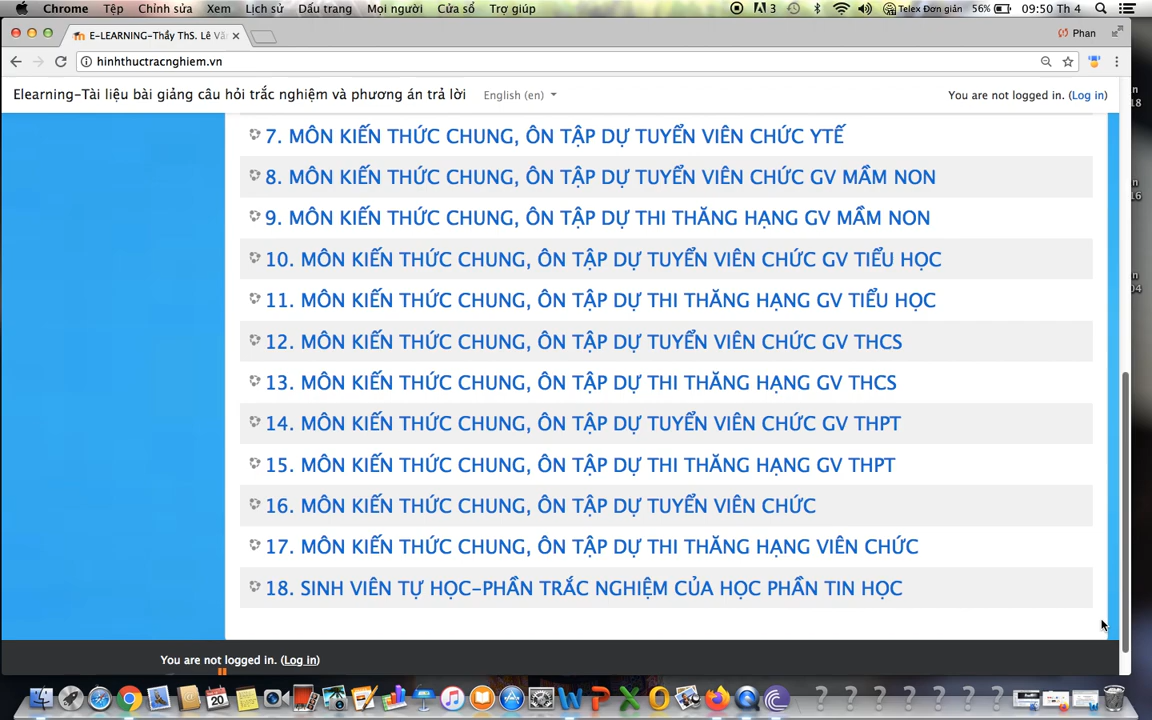 Chrome Tệp Chỉnh sửa Xem Lịch sử Dấu trang Mọi người Cửa sổ Trợ giúp 3 Telex Đơn giản 56% 09:50 Th 4
E-LEARNING-Thầy ThS. Lê Vă
Phan
hinhthuctracnghiem.vn
Elearning-Tài liệu bài giảng câu hỏi trắc nghiệm và phương án trả lời English (en) You are not logged in. (Log in)
7. MÔN KIẾN THỨC CHUNG, ÔN TẬP DỰ TUYỂN VIÊN CHỨC YTẾ
8. MÔN KIẾN THỨC CHUNG, ÔN TẬP DỰ TUYỂN VIÊN CHỨC GV MẦM NON
9. MÔN KIẾN THỨC CHUNG, ÔN TẬP DỰ THI THĂNG HẠNG GV MẦM NON
10. MÔN KIẾN THỨC CHUNG, ÔN TẬP DỰ TUYỂN VIÊN CHỨC GV TIỂU HỌC
11. MÔN KIẾN THỨC CHUNG, ÔN TẬP DỰ THI THĂNG HẠNG GV TIỂU HỌC
12. MÔN KIẾN THỨC CHUNG, ÔN TẬP DỰ TUYỂN VIÊN CHỨC GV THCS
13. MÔN KIẾN THỨC CHUNG, ÔN TẬP DỰ THI THĂNG HẠNG GV THCS
14. MÔN KIẾN THỨC CHUNG, ÔN TẬP DỰ TUYỂN VIÊN CHỨC GV THPT
15. MÔN KIẾN THỨC CHUNG, ÔN TẬP DỰ THI THĂNG HẠNG GV THPT
16. MÔN KIẾN THỨC CHUNG, ÔN TẬP DỰ TUYỂN VIÊN CHỨC
17. MÔN KIẾN THỨC CHUNG, ÔN TẬP DỰ THI THĂNG HẠNG VIÊN CHỨC
18. SINH VIÊN TỰ HỌC-PHẦN TRẮC NGHIỆM CỦA HỌC PHẦN TIN HỌC
You are not logged in. (Log in)